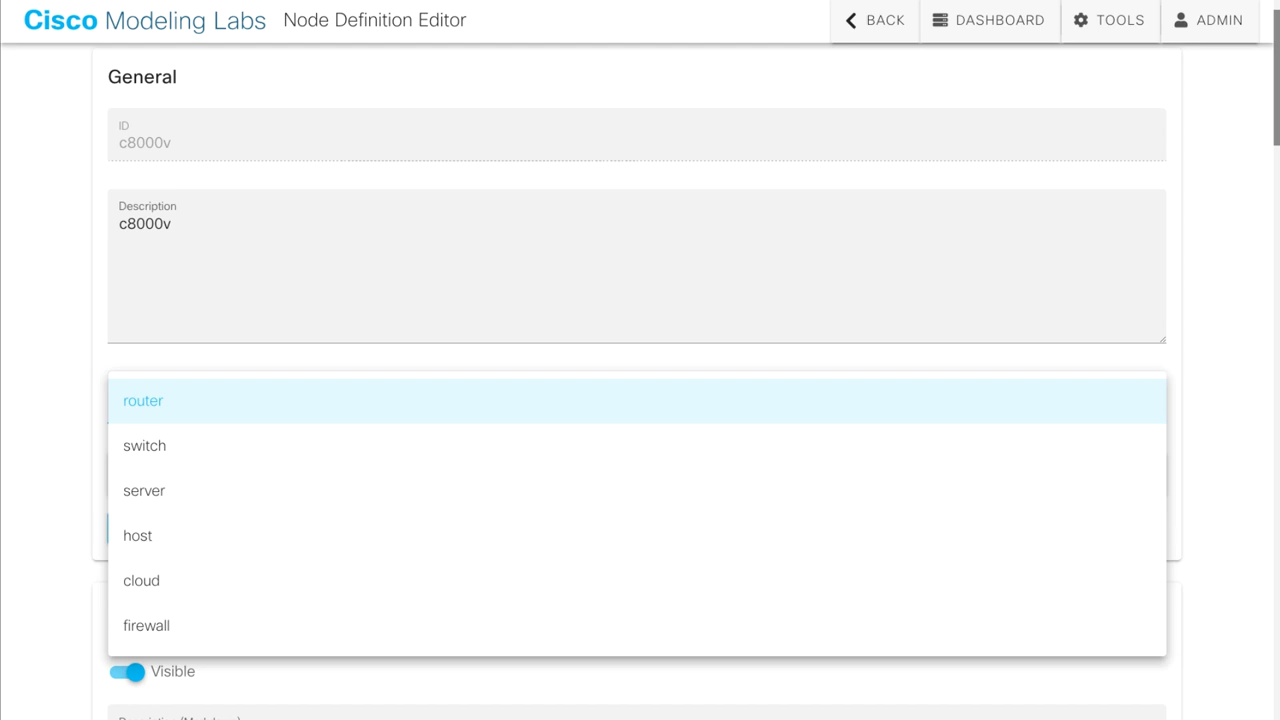 Cisco Modeling Labs Node Definition Editor BACK DASHBOARD TOOLS ADMIN
General
ID
c8000v
Description
c8000v
router
switch
server
host
cloud
firewall
Visible